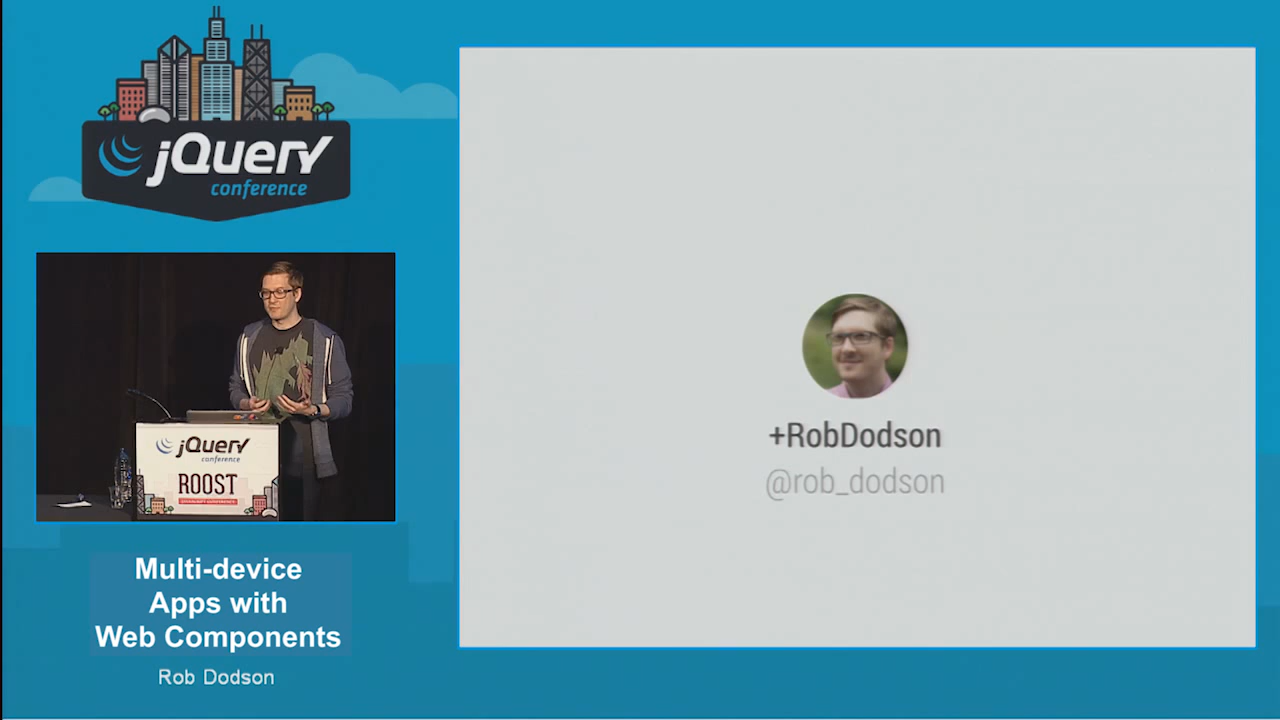 jQuery
conference
jQuery
conference
ROOST
Multi-device
Apps with
Web Components
Rob Dodson
+RobDodson
@rob_dodson